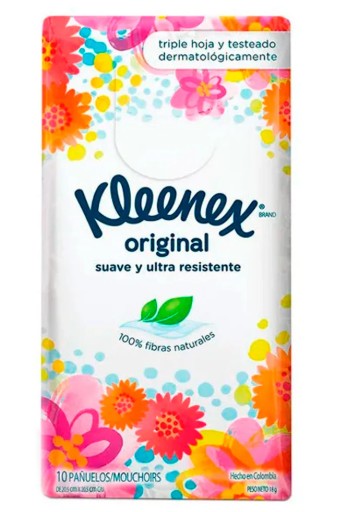 triple hoja y testeado
dermatológicamente
Kleenex®
BRAND
original
suave y ultra resistente
100% fibras naturales
10 PAÑUELOS/MOUCHOIRS
Hecho en Colombia